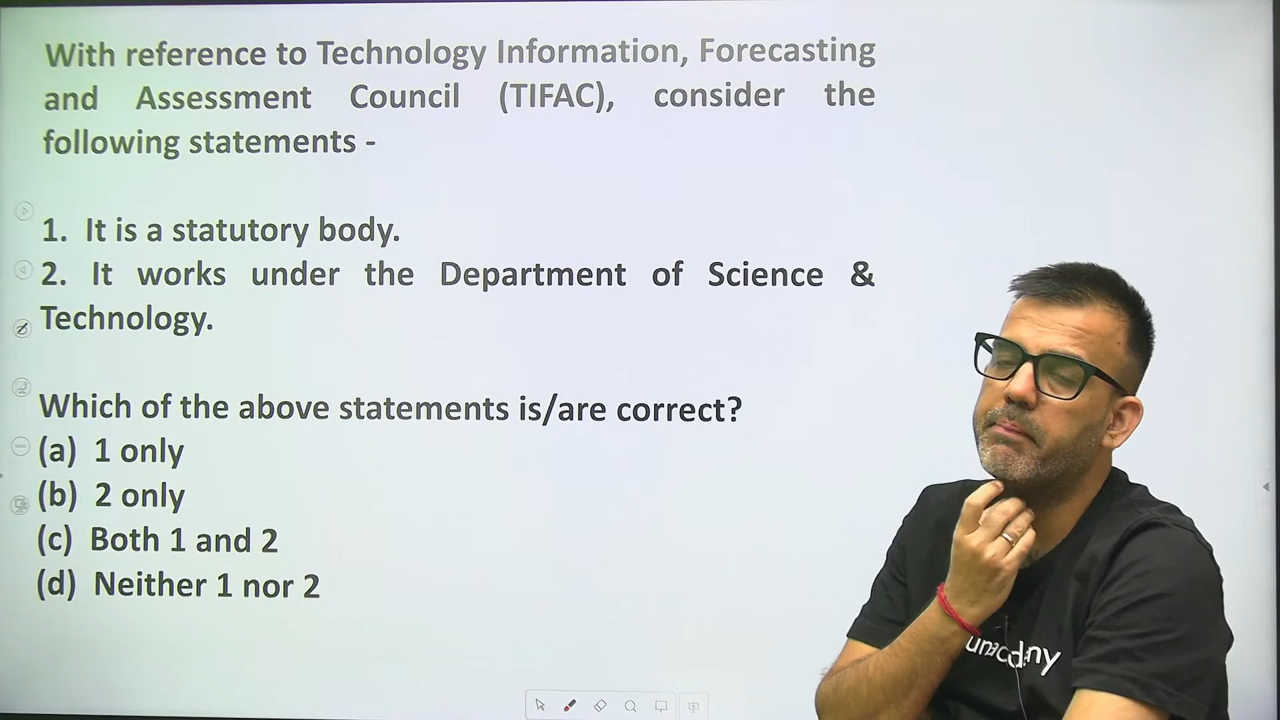 With reference to Technology Information, Forecasting
and Assessment Council (TIFAC), consider the
following statements -
1. It is a statutory body.
2. It works under the Department of Science &
Technology.
Which of the above statements is/are correct?
(a) 1 only
(b) 2 only
(c) Both 1 and 2
(d) Neither 1 nor 2
unacademy